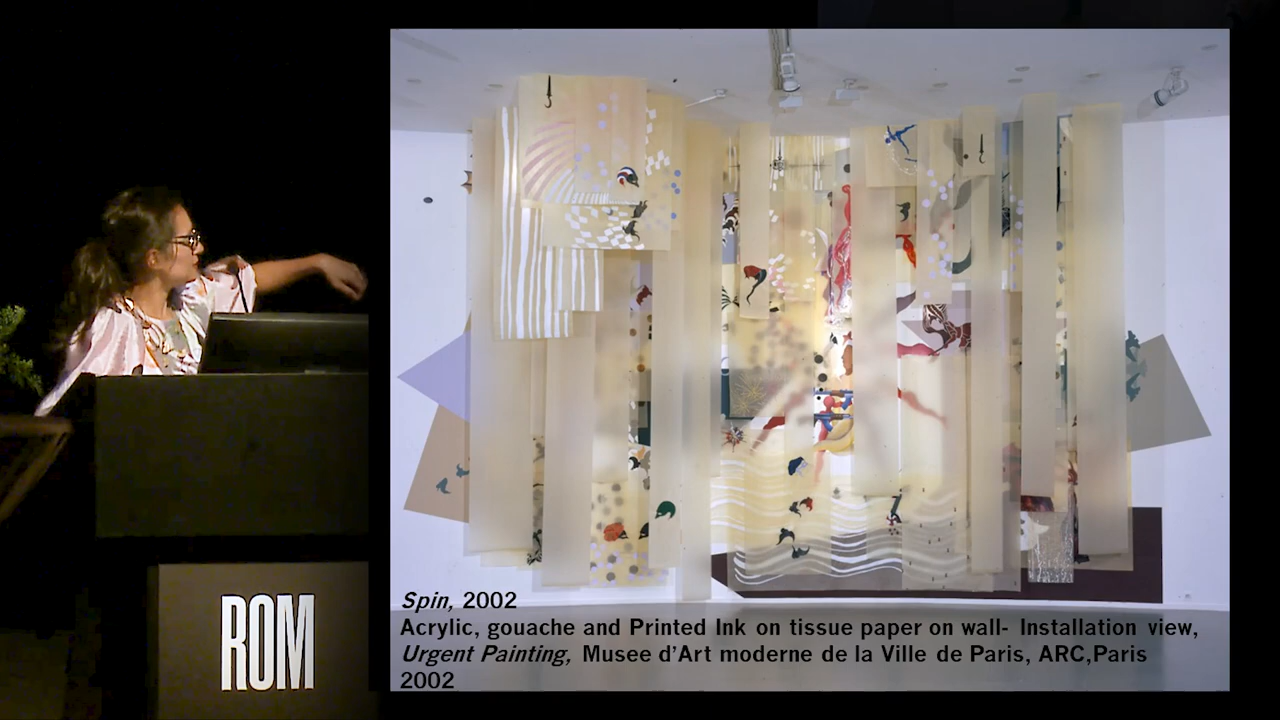 ROM
Spin, 2002
Acrylic, gouache and Printed Ink on tissue paper on wall- Installation view,
Urgent Painting, Musee d'Art moderne de la Ville de Paris, ARC,Paris
2002